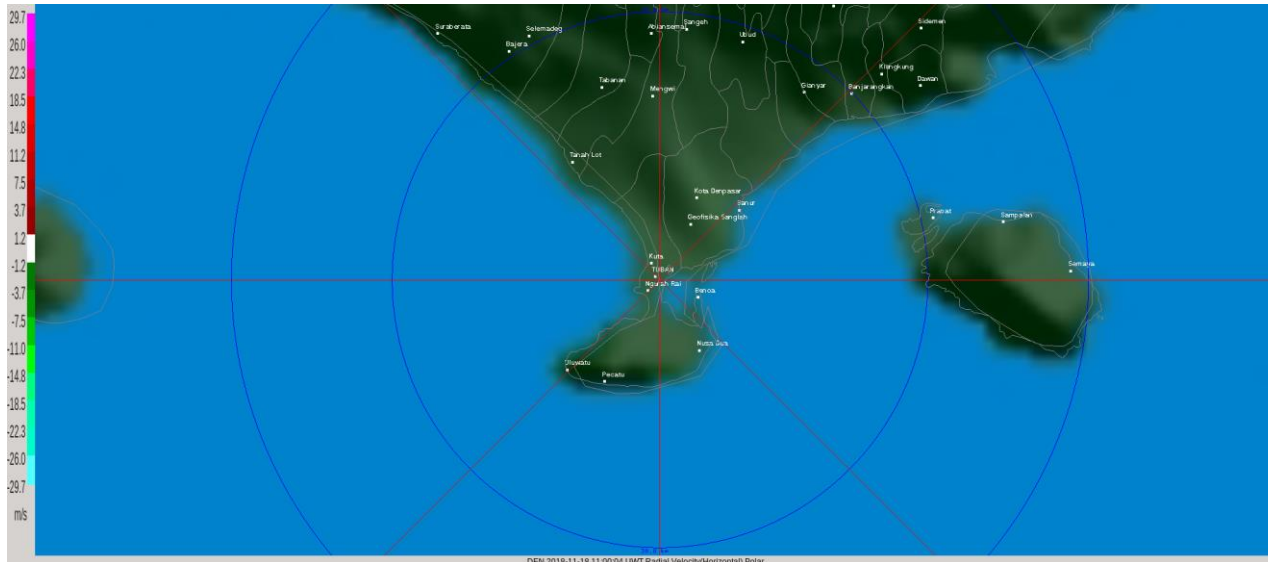 29.7
26.0
22.3
18.5
14.8
11.2
7.5
3.7
1.2
-1.2
-3.7
-7.5
-11.0
-14.8
-18.5
-22.3
-26.0
-29.7
m/s
Suraberata
Selemadeg
Bajera
Abiansemal
Sangeh
Ubud
Sidemen
Klungkung
Dawan
Tabanan
Mengwi
Gianyar
Banjarangkan
Tanah Lot
Kota Denpasar
Sanur
Geofisika Sanglah
Prapat
Sampalan
Semaya
Kuta
TUBAN
Ngurah Rai
Benoa
Nusa Dua
Uluwatu
Pecatu
DEN 2018-11-18 11:00:04 UWT Radial Velocity(Horizontal) Polar